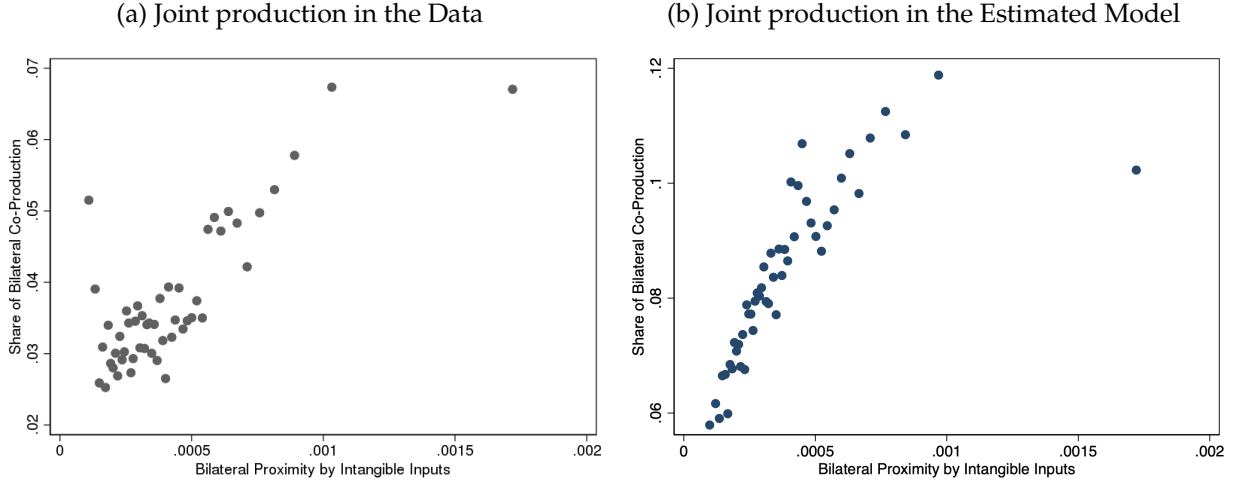 (a) Joint production in the Data
.07
.06
.05
.04
.03
.02
Share of Bilateral Co-Production
0 .0005 .001 .0015 .002
Bilateral Proximity by Intangible Inputs
(b) Joint production in the Estimated Model
.12
.1
.08
.06
Share of Bilateral Co-Production
0 .0005 .001 .0015 .002
Bilateral Proximity by Intangible Inputs